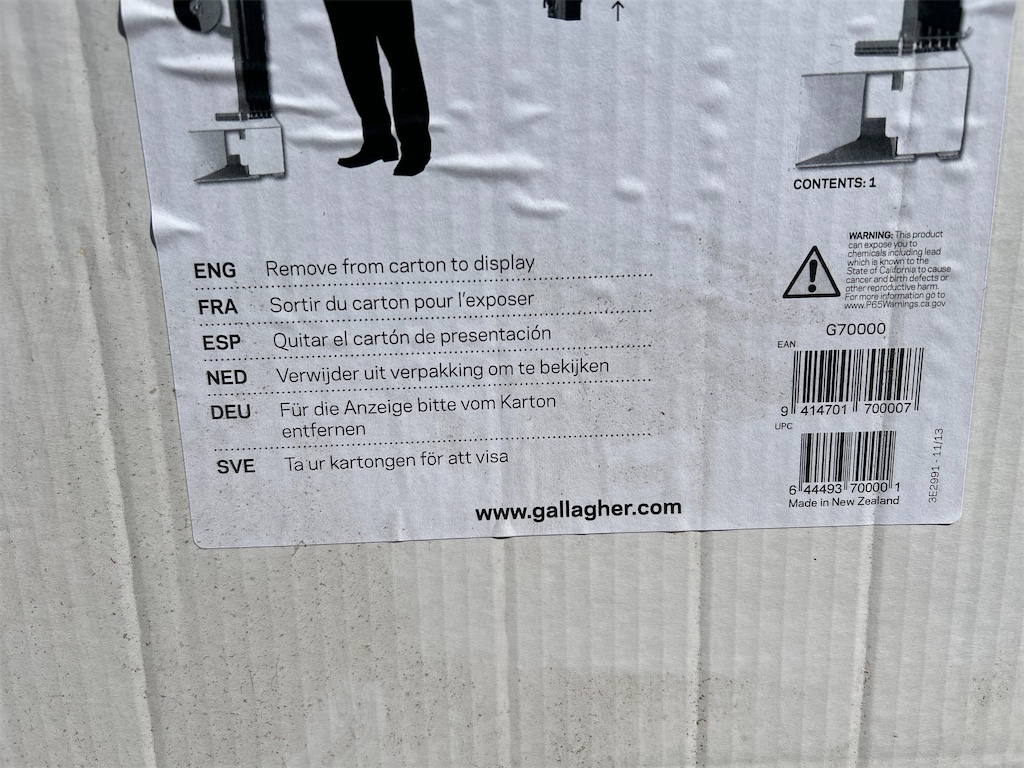 CONTENTS: 1
WARNING: This product
can expose you to
chemicals including lead
which is known to the
State of California to cause
cancer and birth defects or
other reproductive harm.
For more information go to
www.P65Warnings.ca.gov
ENG Remove from carton to display
FRA Sortir du carton pour l'exposer
ESP Quitar el cartón de presentación
NED Verwijder uit verpakking om te bekijken
DEU Für die Anzeige bitte vom Karton
entfernen
SVE Ta ur kartongen för att visa
www.gallagher.com
G70000
EAN
9 414701 700007
UPC
6 44493 70000 1
Made in New Zealand
3E2991 - 11/13